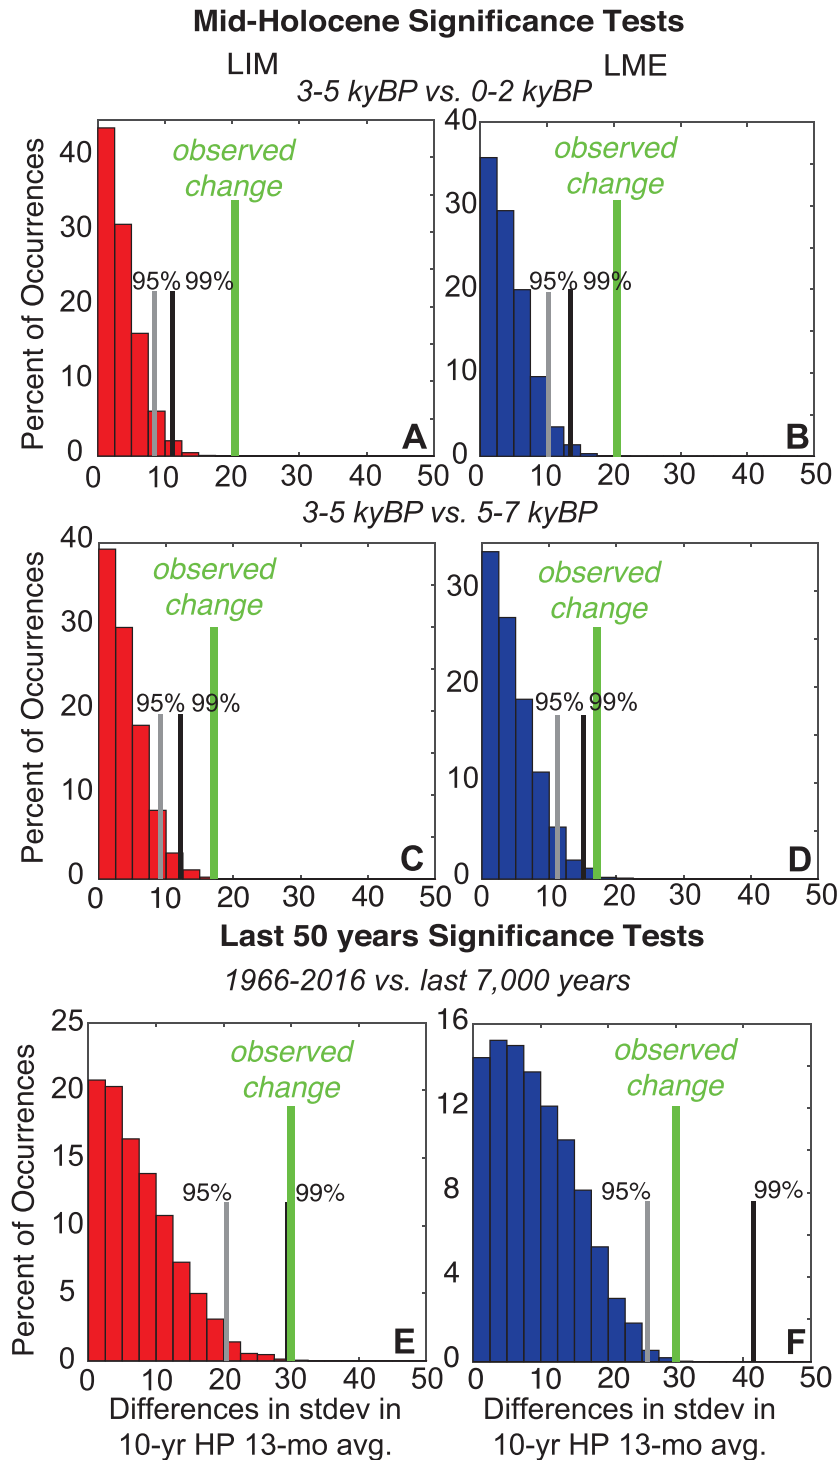 Mid-Holocene Significance Tests
LIM LME
3-5 kyBP vs. 0-2 kyBP
Percent of Occurrences
40
30
20
10
0
observed
change
95% 99%
A
0 10 20 30 40 50
40
30
20
10
0
observed
change
95% 99%
B
0 10 20 30 40 50
3-5 kyBP vs. 5-7 kyBP
Percent of Occurrences
40
30
20
10
0
observed
change
95% 99%
C
0 10 20 30 40 50
30
20
10
0
observed
change
95% 99%
D
0 10 20 30 40 50
Last 50 years Significance Tests
1966-2016 vs. last 7,000 years
Percent of Occurrences
25
20
15
10
5
0
observed
change
95% 99%
E
0 10 20 30 40 50
Differences in stdev in
10-yr HP 13-mo avg.
16
12
8
4
0
observed
change
95% 99%
F
0 10 20 30 40 50
Differences in stdev in
10-yr HP 13-mo avg.